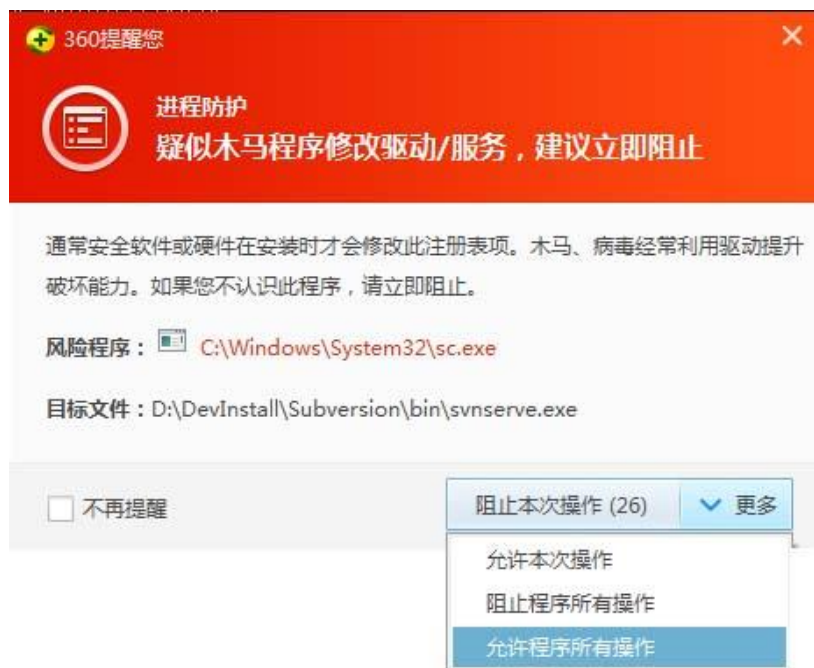 360提醒您
进程防护
疑似木马程序修改驱动/服务，建议立即阻止
通常安全软件或硬件在安装时才会修改此注册表项。木马、病毒经常利用驱动提升
破坏能力。如果您不认识此程序，请立即阻止。
风险程序： C:\Windows\System32\sc.exe
目标文件：D:\DevInstall\Subversion\bin\svnserve.exe
不再提醒 阻止本次操作 (26) 更多
允许本次操作
阻止程序所有操作
允许程序所有操作